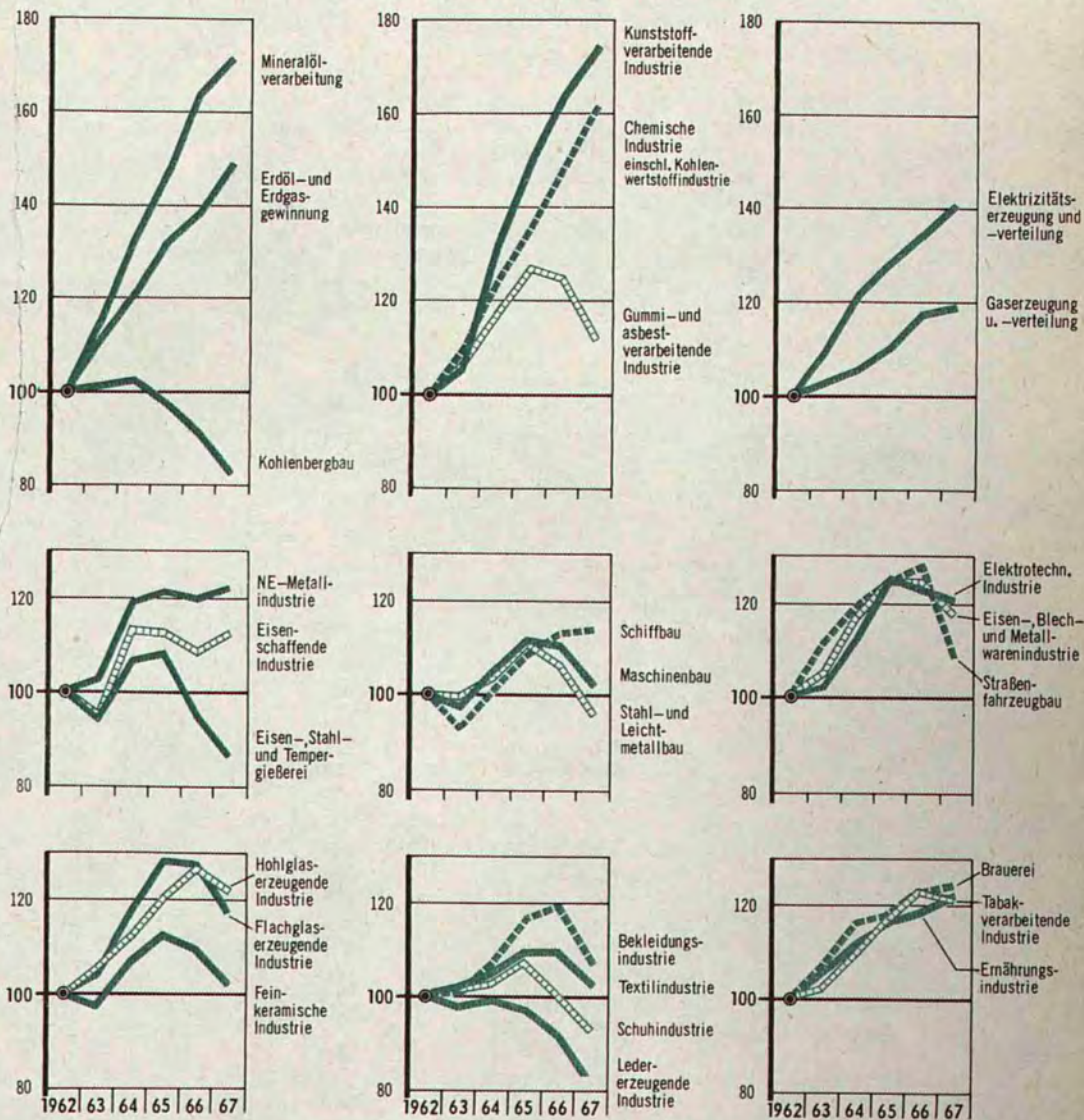 180
160
140
120
100
80
Mineralöl-
verarbeitung
Erdöl- und
Erdgas-
gewinnung
Kohlenbergbau
180
160
140
120
100
80
Kunststoff-
verarbeitende
Industrie
Chemische
Industrie
einschl. Kohlen-
wertstoffindustrie
Gummi- und
asbest-
verarbeitende
Industrie
180
160
140
120
100
80
Elektrizitäts-
erzeugung und
-verteilung
Gaserzeugung
u. -verteilung
120
100
80
NE-Metall-
industrie
Eisen-
schaffende
Industrie
Eisen-, Stahl-
und Temper-
gießerei
120
100
80
Schiffbau
Maschinenbau
Stahl- und
Leicht-
metallbau
120
100
80
Elektrotechn.
Industrie
Eisen-, Blech-
und Metall-
warenindustrie
Straßen-
fahrzeugbau
120
100
80
1962 63 64 65 66 67
Hohlglas-
erzeugende
Industrie
Flachglas-
erzeugende
Industrie
Fein-
keramische
Industrie
120
100
80
1962 63 64 65 66 67
Bekleidungs-
industrie
Textilindustrie
Schuhindustrie
Leder-
erzeugende
Industrie
120
100
80
1962 63 64 65 66 67
Brauerei
Tabak-
verarbeitende
Industrie
Ernährungs-
industrie